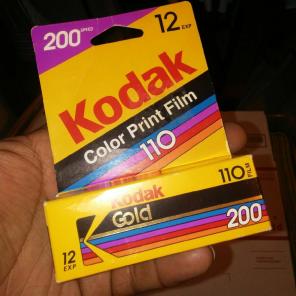 200 SPEED
12 EXP
Kodak
Color Print Film
110
Kodak
Gold
110 FILM
12 EXP
200